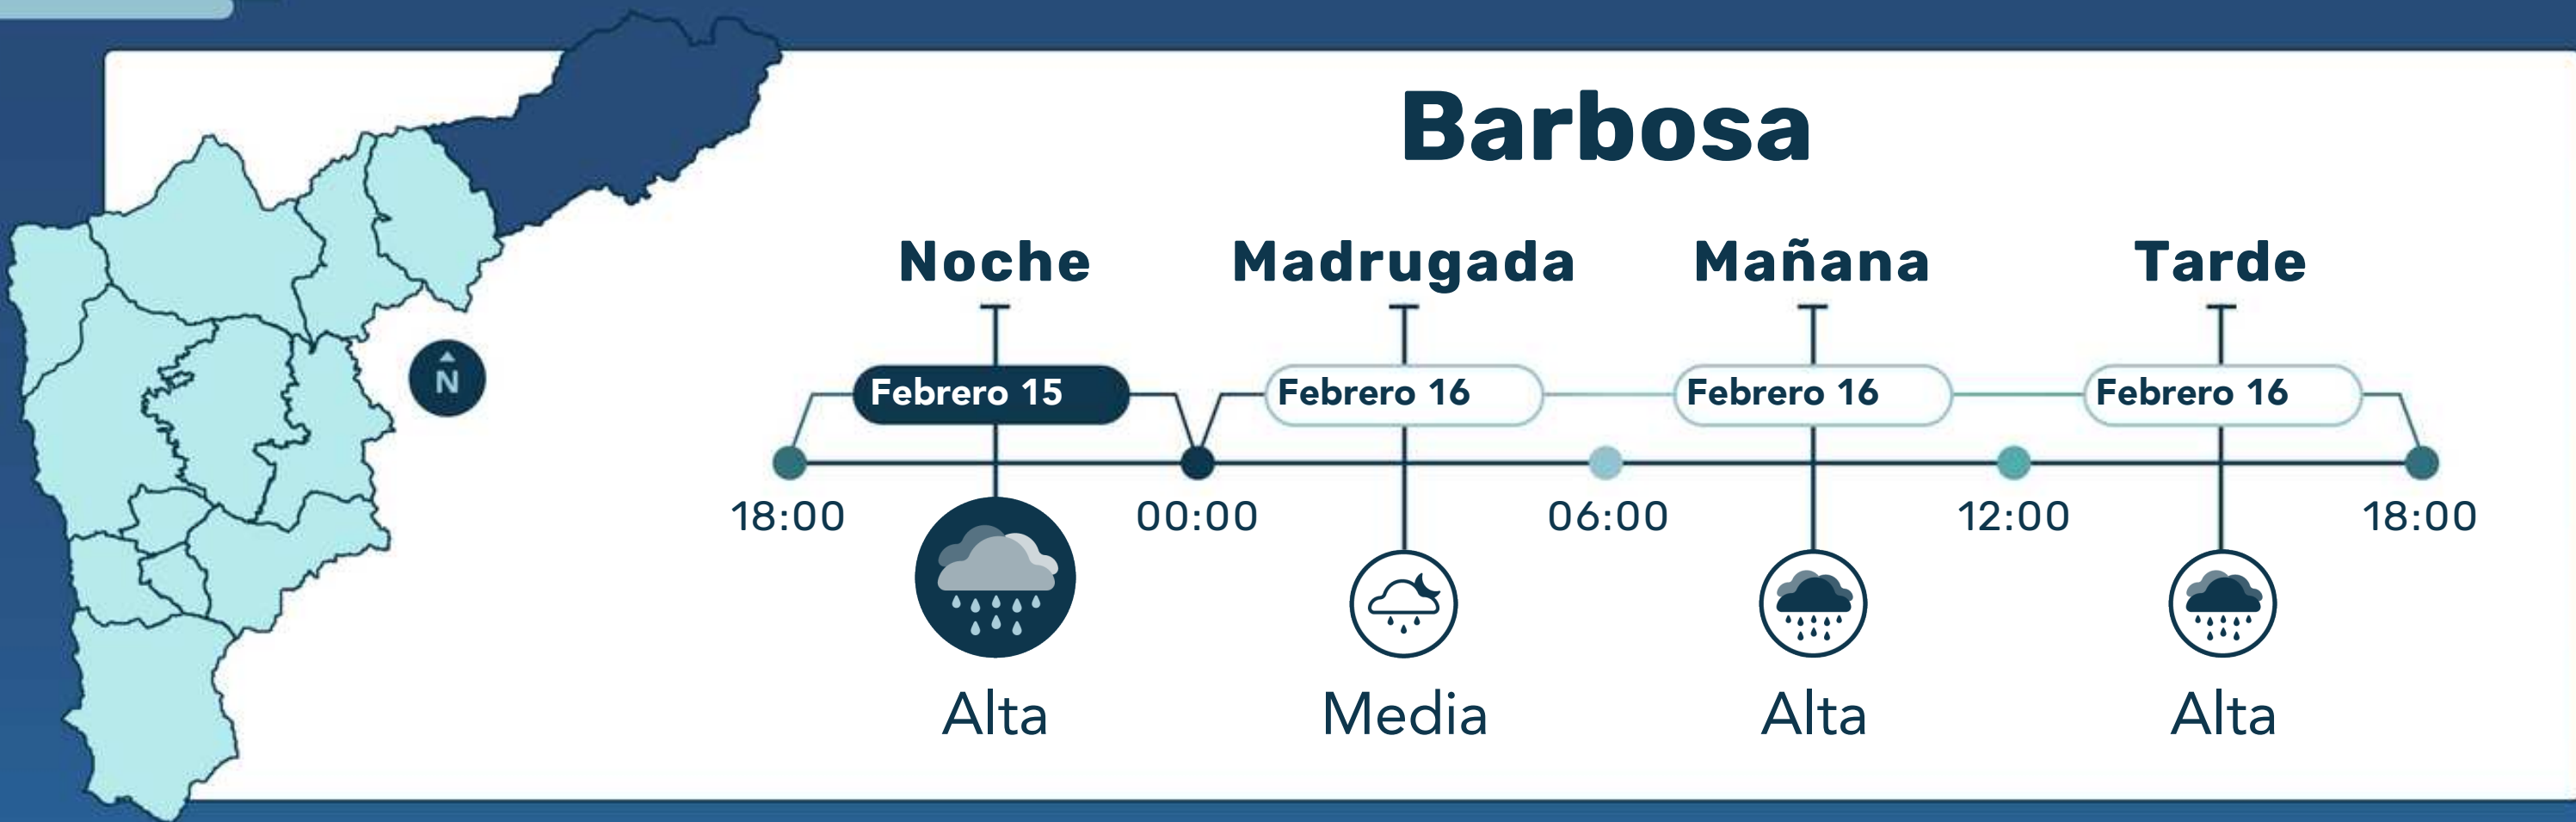 Barbosa
Noche Madrugada Mañana Tarde
N
Febrero 15 Febrero 16 Febrero 16 Febrero 16
18:00 00:00 06:00 12:00 18:00
Alta Media Alta Alta